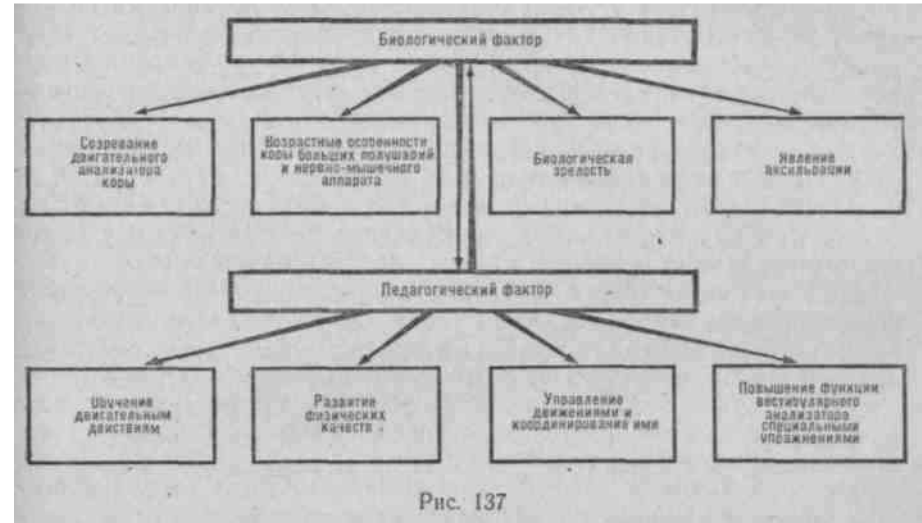 Биологический фактор
Созревание
двигательного
анализатора
коры
Возрастные особенности
коры больших полушарий
и нервно-мышечного
аппарата
Биологическая
зрелость
Явление
аксельрации
Педагогический фактор
Обучение
двигательным
действиям
Развитие
физических
качеств
Управление
движениями и
координирование ими
Повышение функции
вестибулярного
анализатора
специальными
упражнениями
Рис. 137